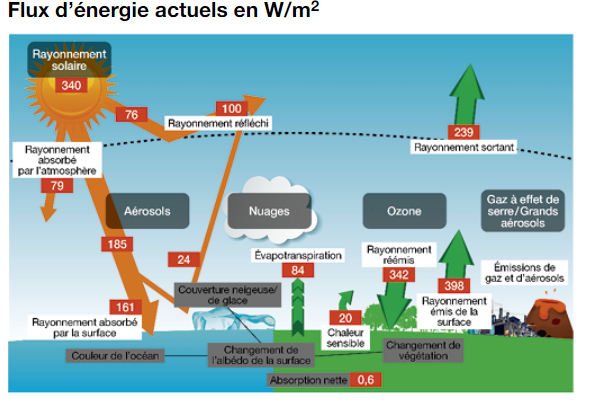 Flux d'énergie actuels en W/m²
Rayonnement
solaire
340
76
100
Rayonnement réfléchi
239
Rayonnement sortant
Rayonnement
absorbé
par l'atmosphère
79
Aérosols
Nuages
Ozone
Gaz à effet de
serre/Grands
aérosols
185
24
Évapotranspiration
84
Rayonnement
réémis
342
398
Rayonnement
émis de la
surface
Émissions de
gaz et d'aérosols
Couverture neigeuse/
de glace
161
Rayonnement absorbé
par la surface
20
Chaleur
sensible
Couleur de l'océan
Changement de
l'albédo de la surface
Changement de
végétation
Absorption nette 0,6